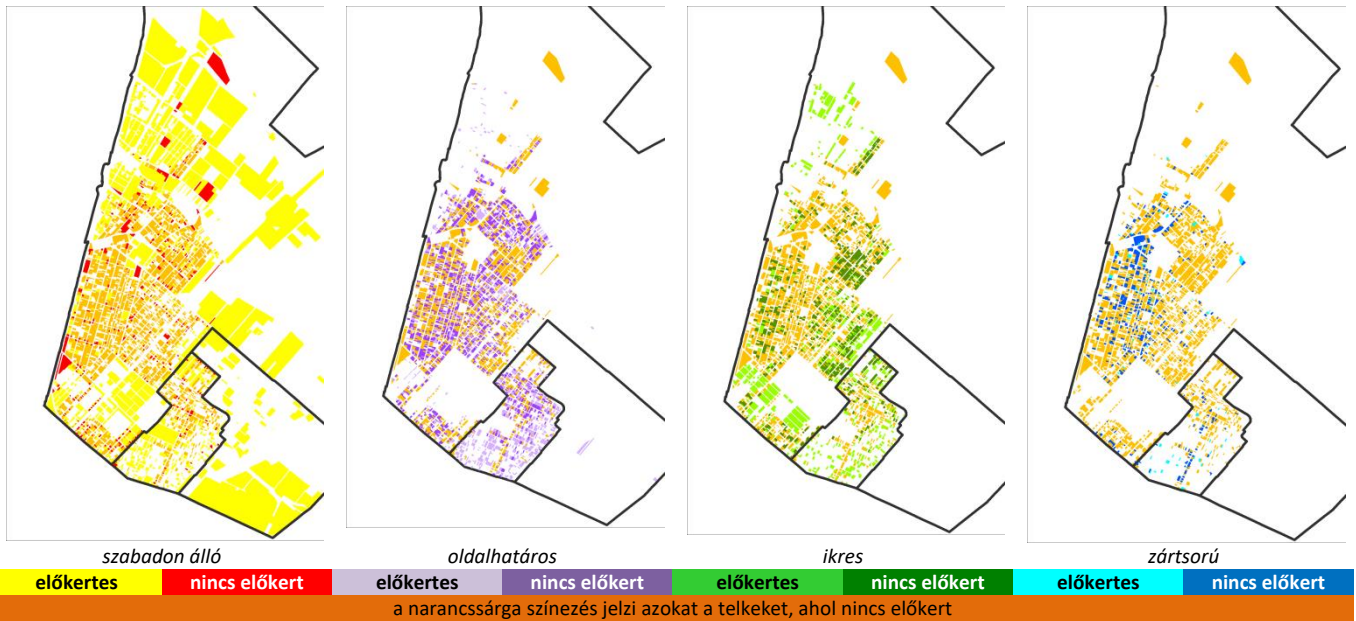 szabadon álló oldalhatáros ikres zártsorú
előkertes nincs előkert előkertes nincs előkert előkertes nincs előkert előkertes nincs előkert
a narancssárga színezés jelzi azokat a telkeket, ahol nincs előkert